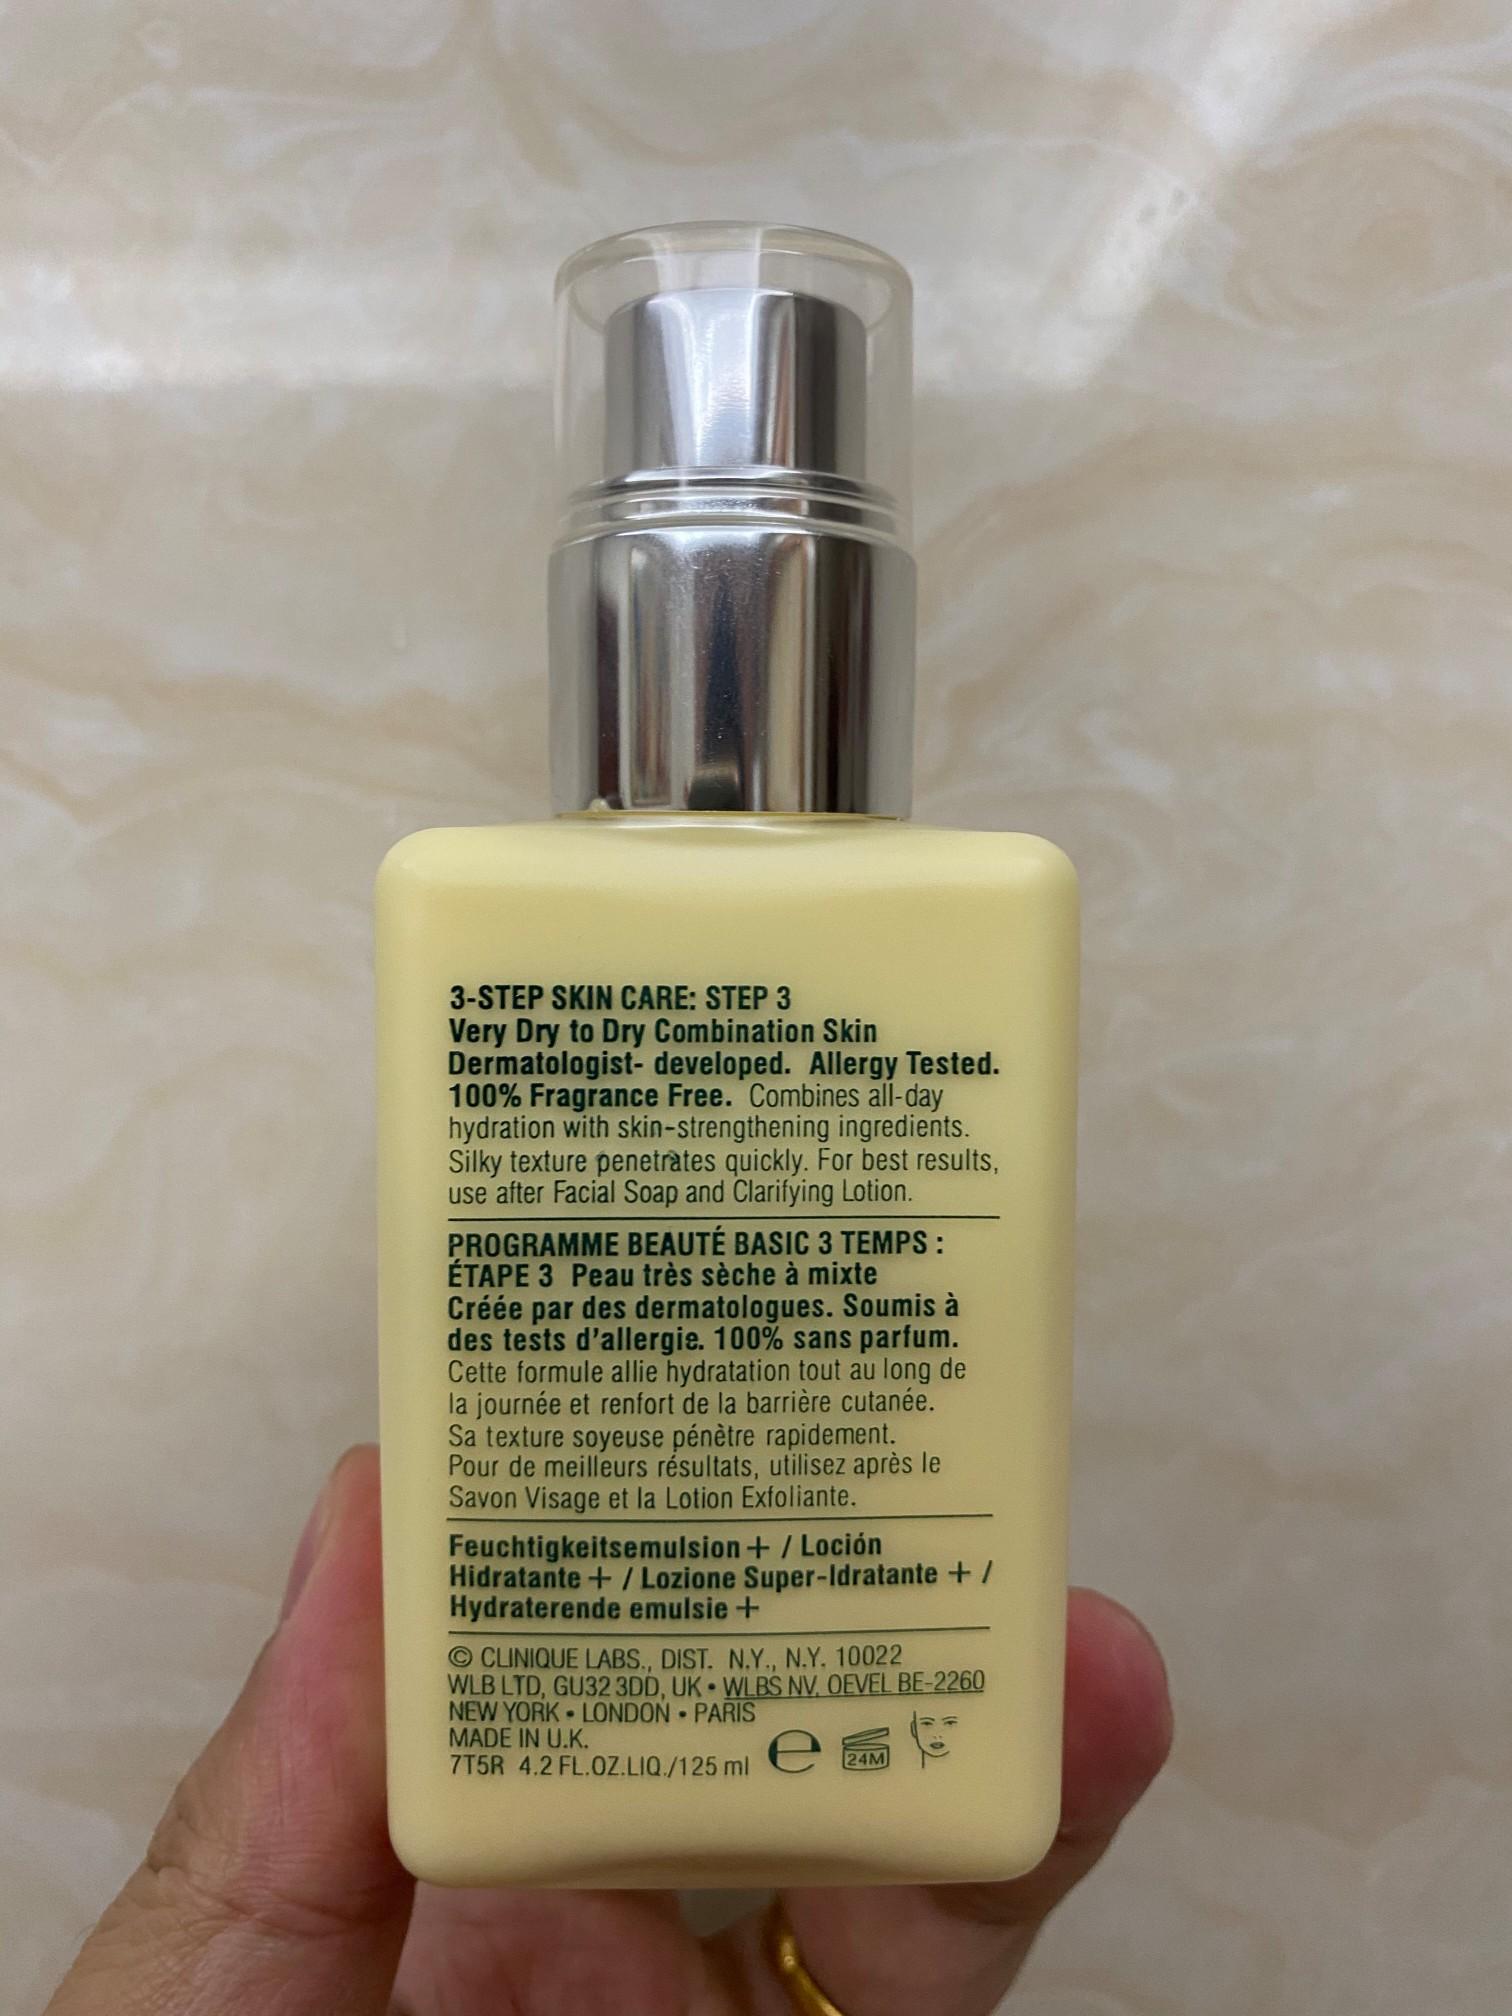 3-STEP SKIN CARE: STEP 3
Very Dry to Dry Combination Skin
Dermatologist- developed. Allergy Tested.
100% Fragrance Free. Combines all-day
hydration with skin-strengthening ingredients.
Silky texture penetrates quickly. For best results,
use after Facial Soap and Clarifying Lotion.
PROGRAMME BEAUTÉ BASIC 3 TEMPS :
ÉTAPE 3 Peau très sèche à mixte
Créée par des dermatologues. Soumis à
des tests d'allergie. 100% sans parfum.
Cette formule allie hydratation tout au long de
la journée et renfort de la barrière cutanée.
Sa texture soyeuse pénètre rapidement.
Pour de meilleurs résultats, utilisez après le
Savon Visage et la Lotion Exfoliante.
Feuchtigkeitsemulsion + / Loción
Hidratante + / Lozione Super-Idratante + /
Hydraterende emulsie +
© CLINIQUE LABS., DIST. N.Y., N.Y. 10022
WLB LTD, GU32 3DD, UK • WLBS NV, OEVEL BE-2260
NEW YORK • LONDON • PARIS
MADE IN U.K.
7T5R 4.2 FL.OZ.LIQ./125 ml ℮ 24M